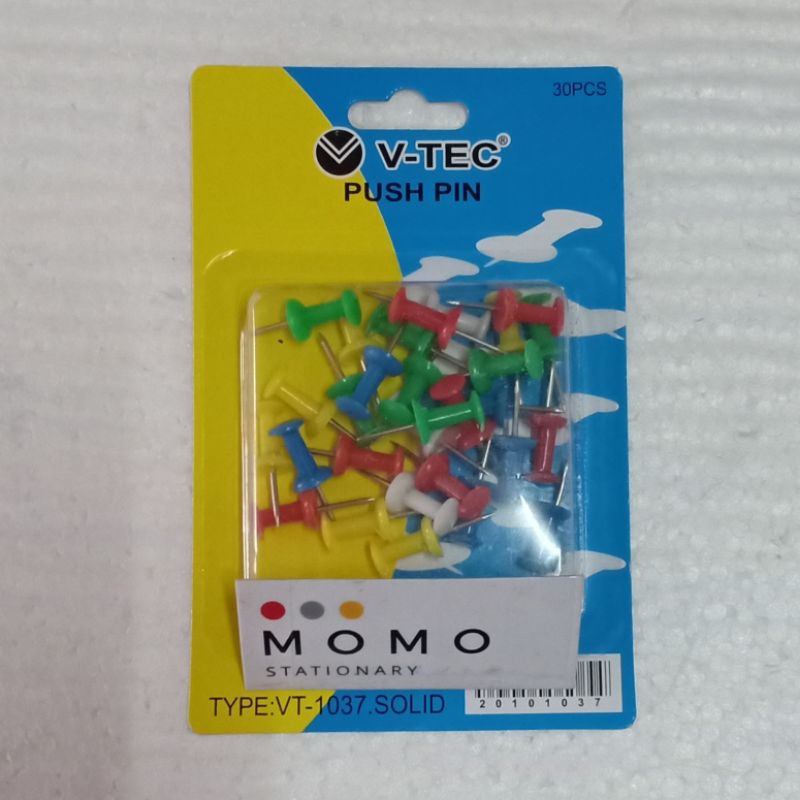 30PCS
V-TEC®
PUSH PIN
MOMO
STATIONARY
TYPE:VT-1037.SOLID
20101037